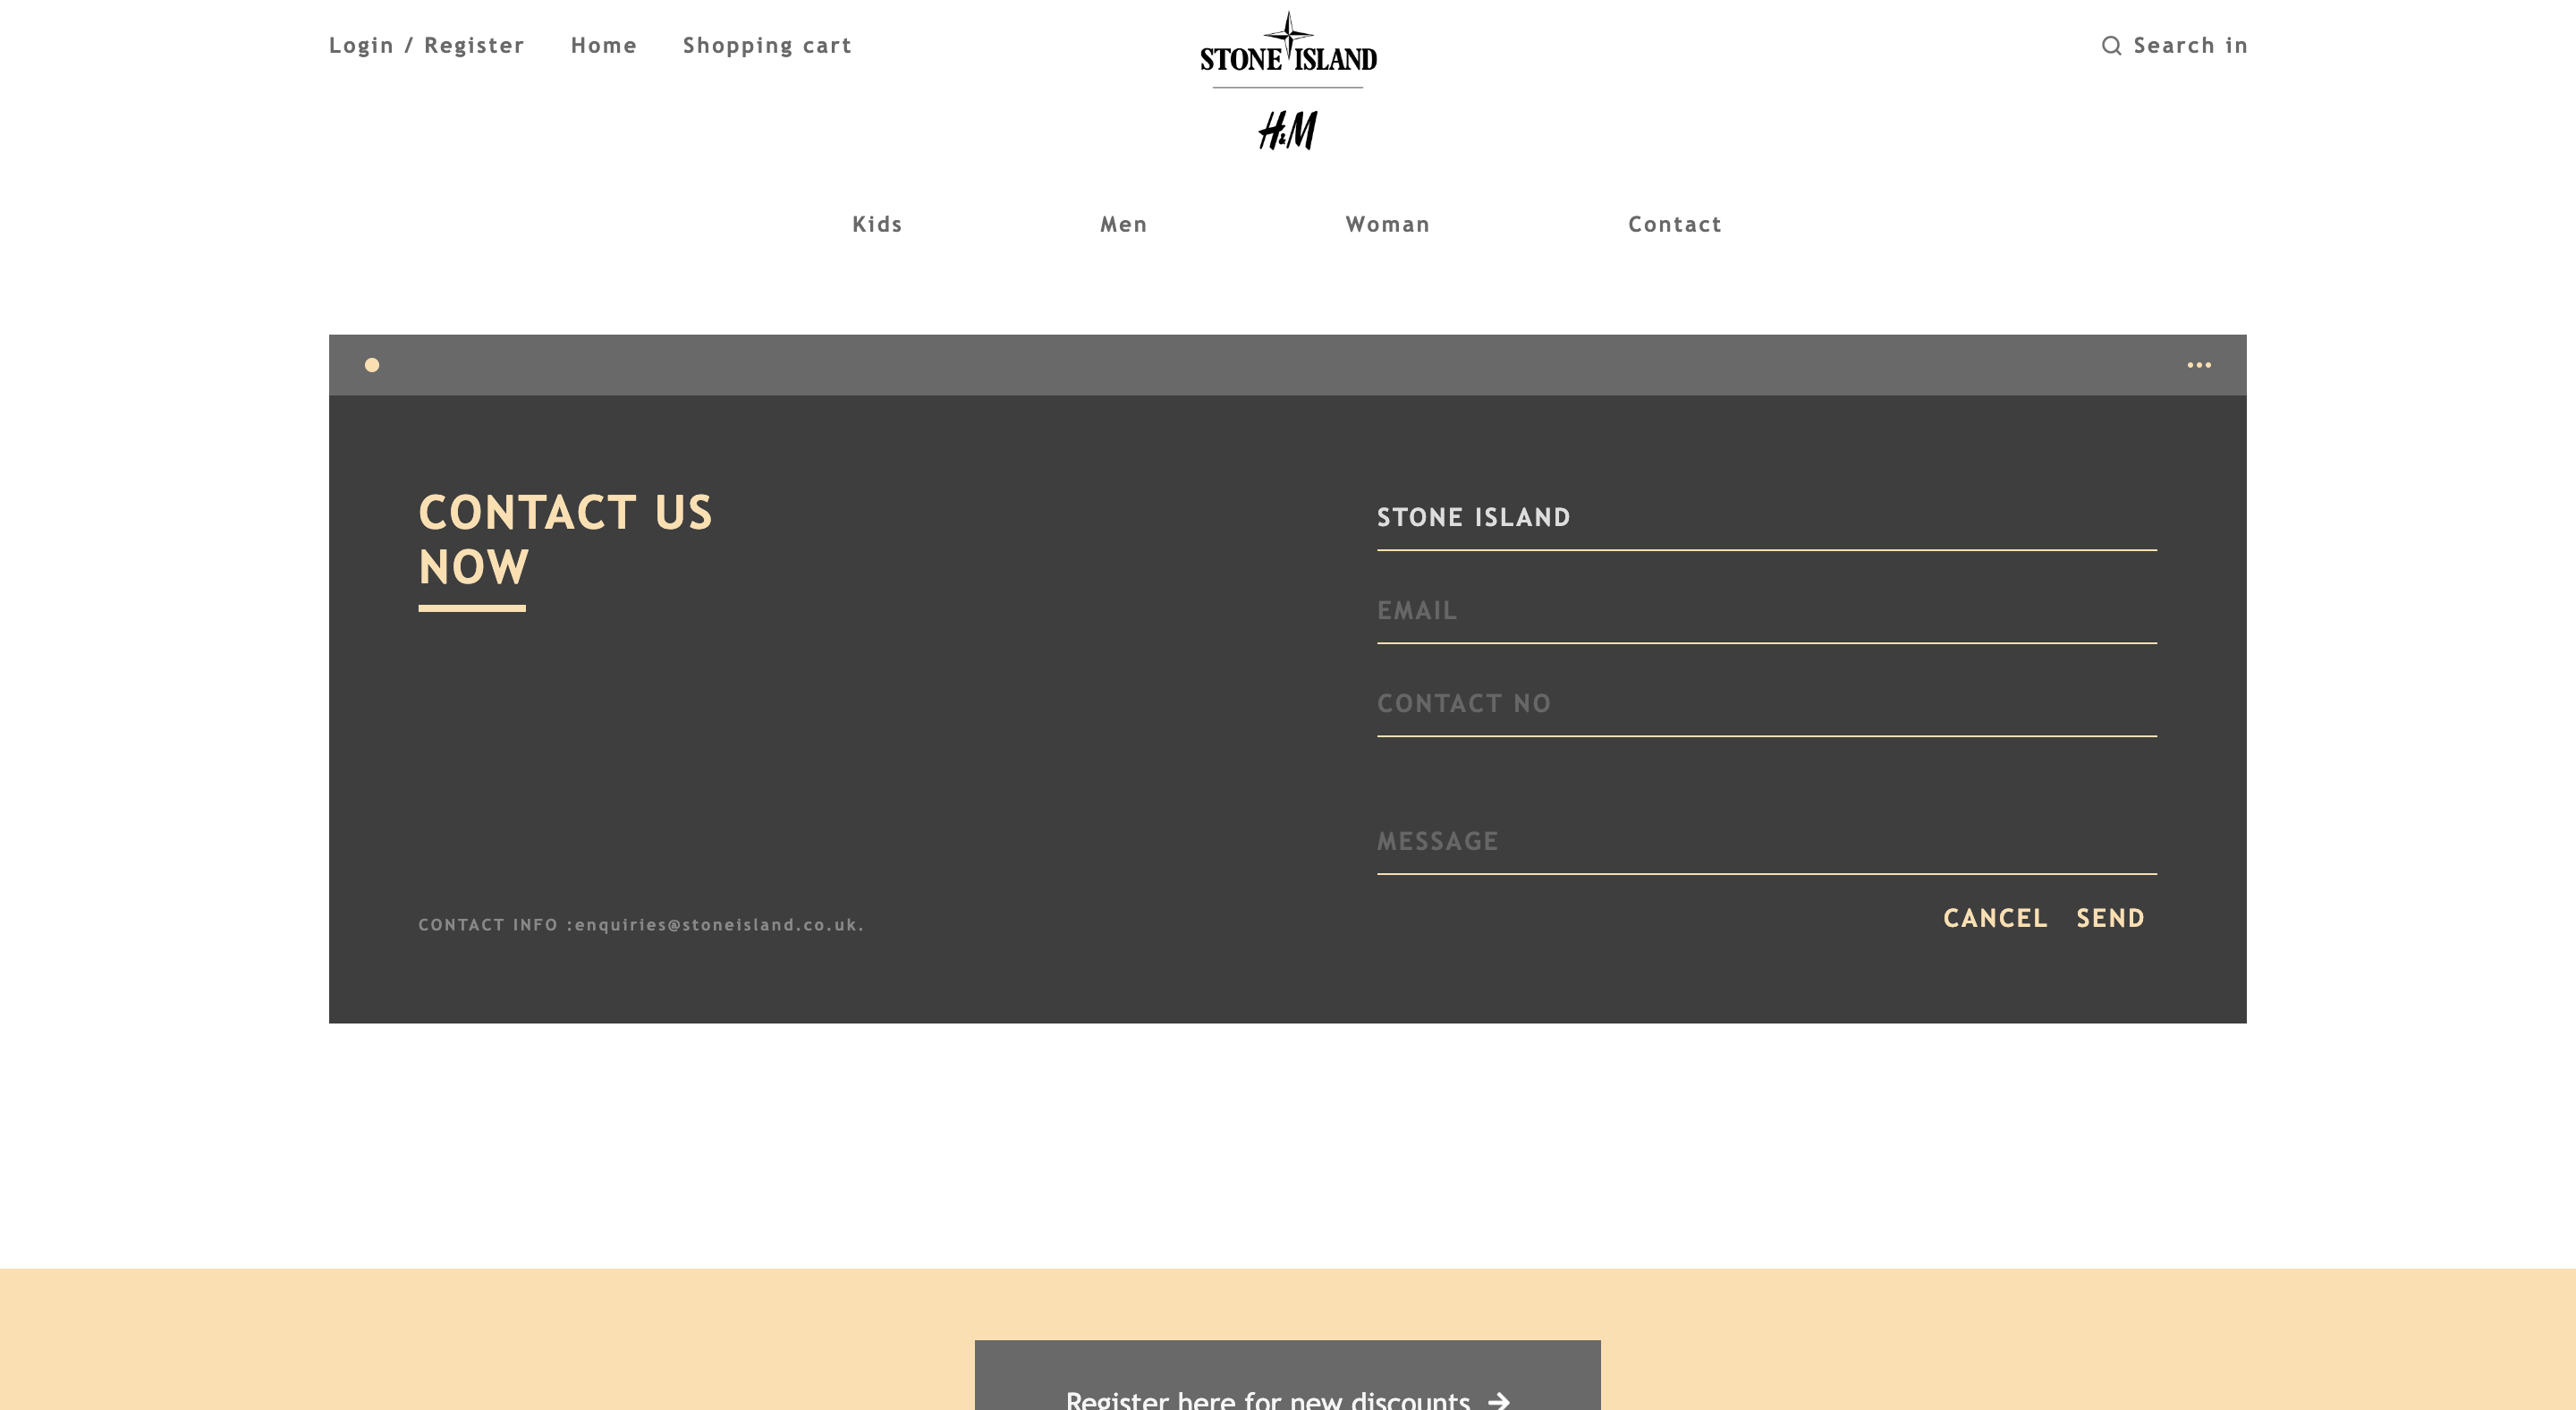 Login / Register Home Shopping cart
STONE ISLAND
H&M
Search in
Kids Men Woman Contact
CONTACT US
NOW
STONE ISLAND
EMAIL
CONTACT NO
MESSAGE
CANCEL SEND
CONTACT INFO :enquiries@stoneisland.co.uk.
Register here for new discounts